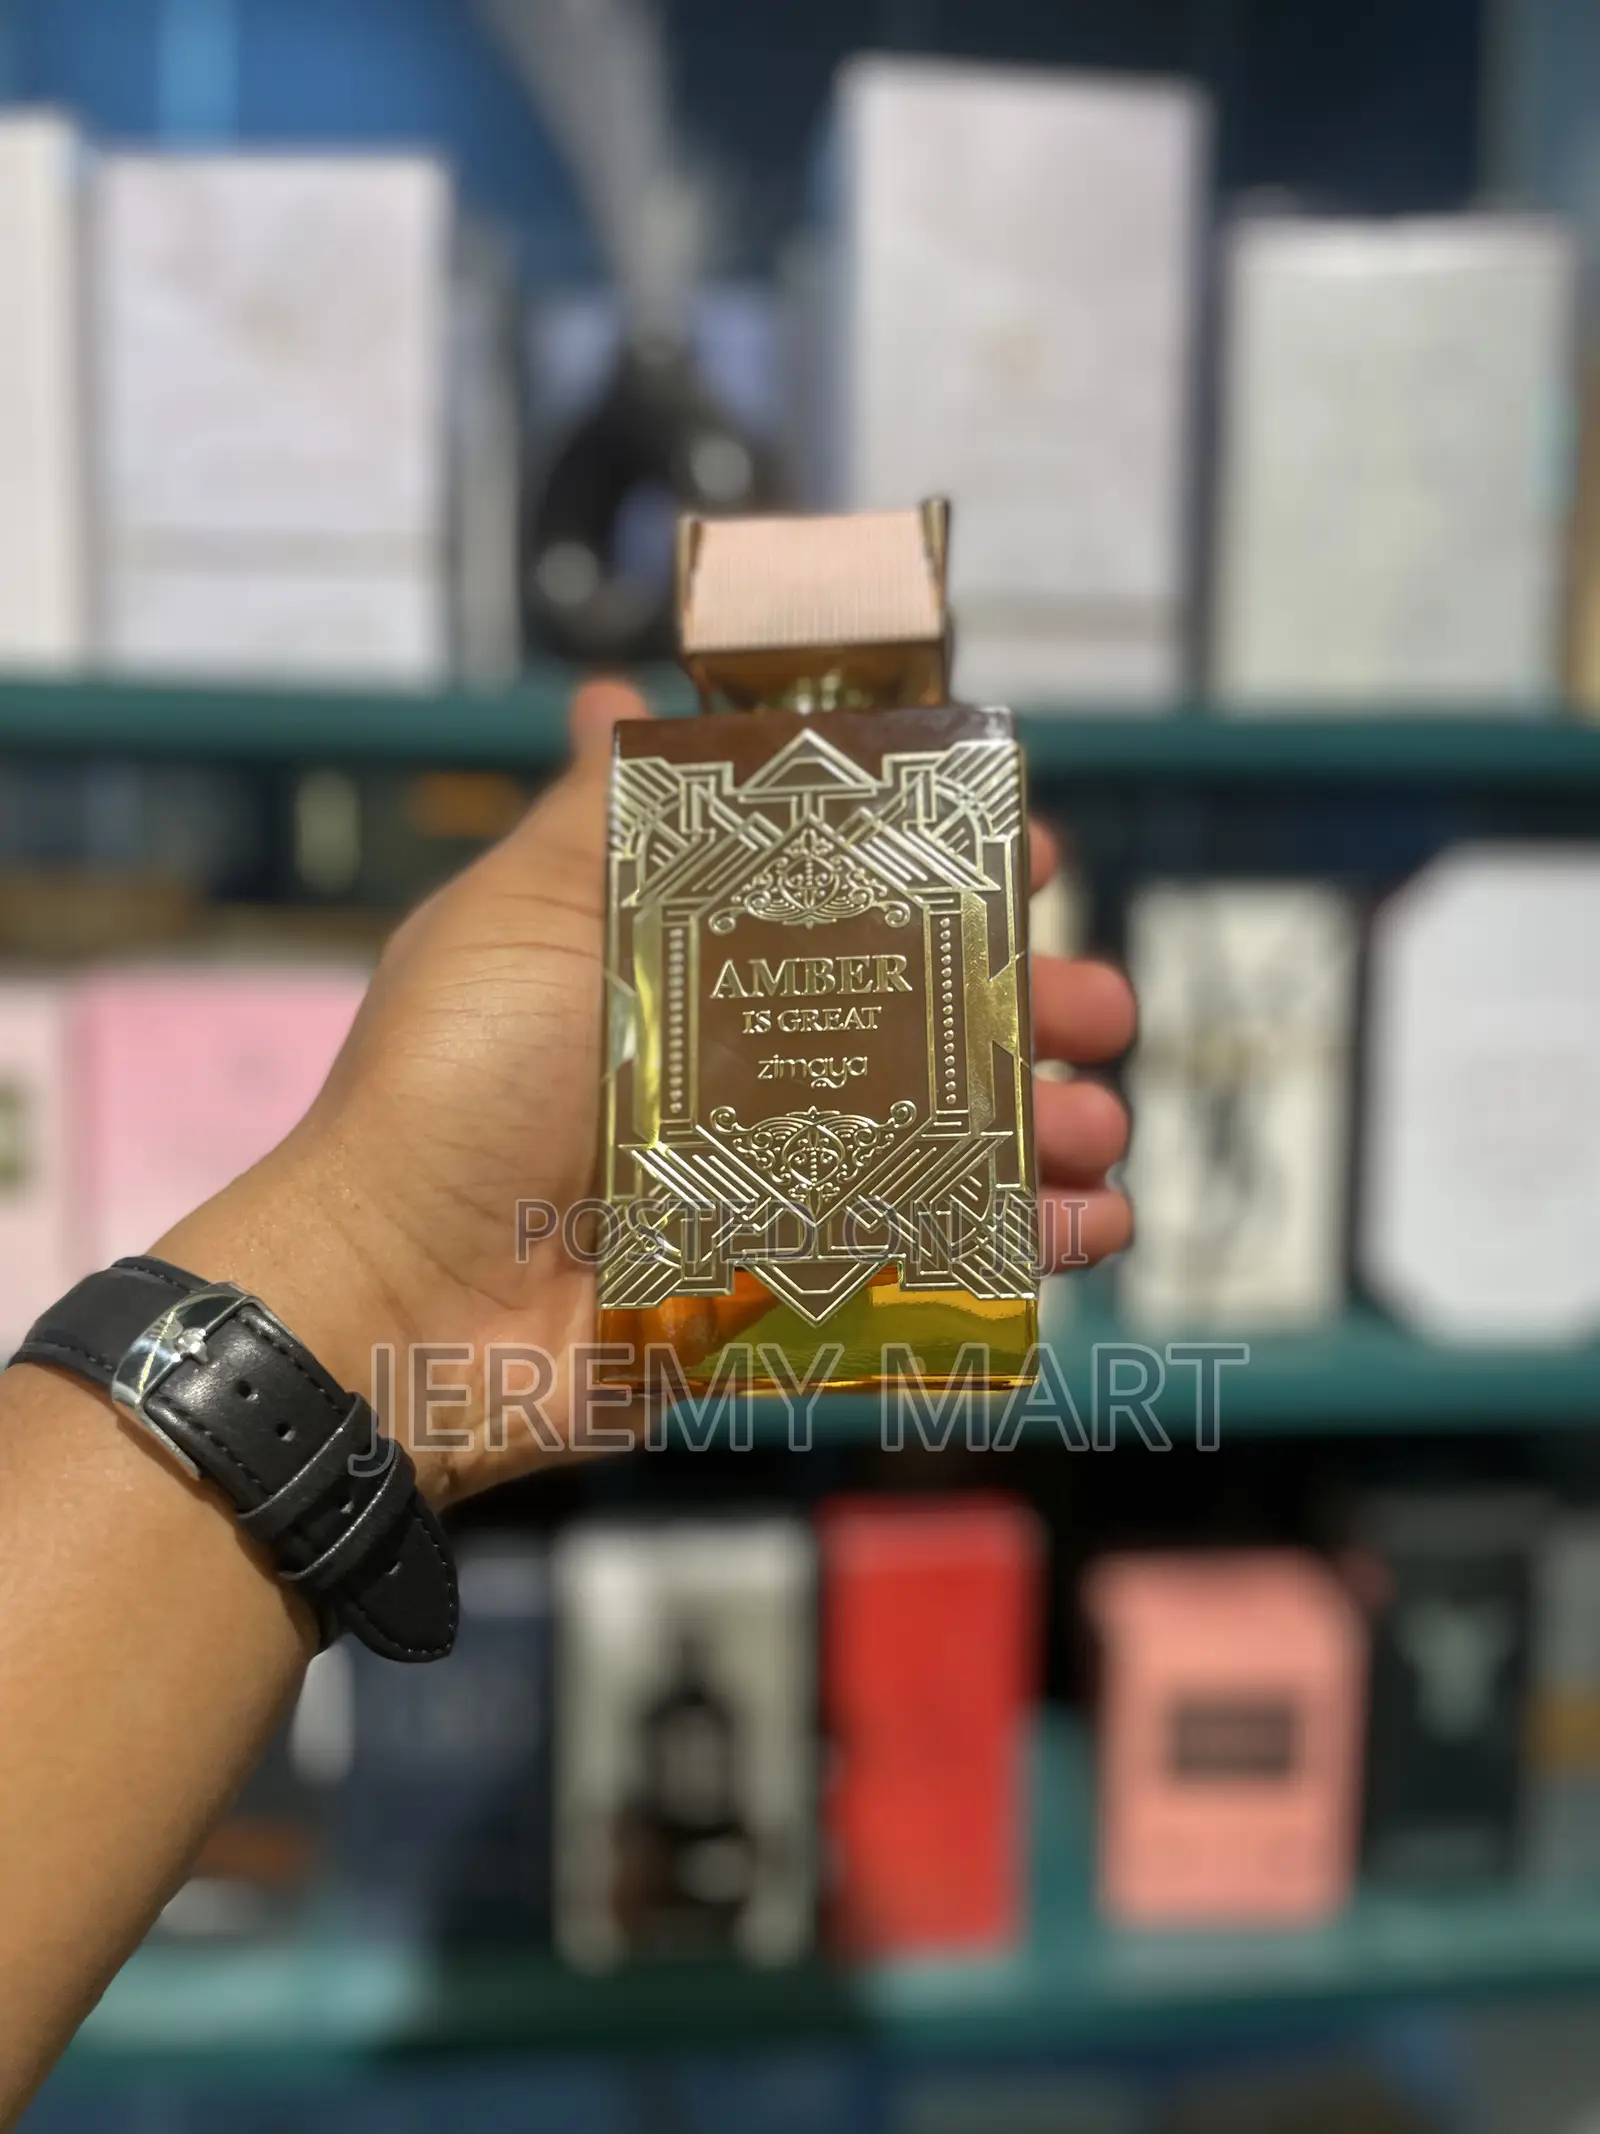 AMBER
IS GREAT
zimaya
POSTED ON JIJI
JEREMY MART